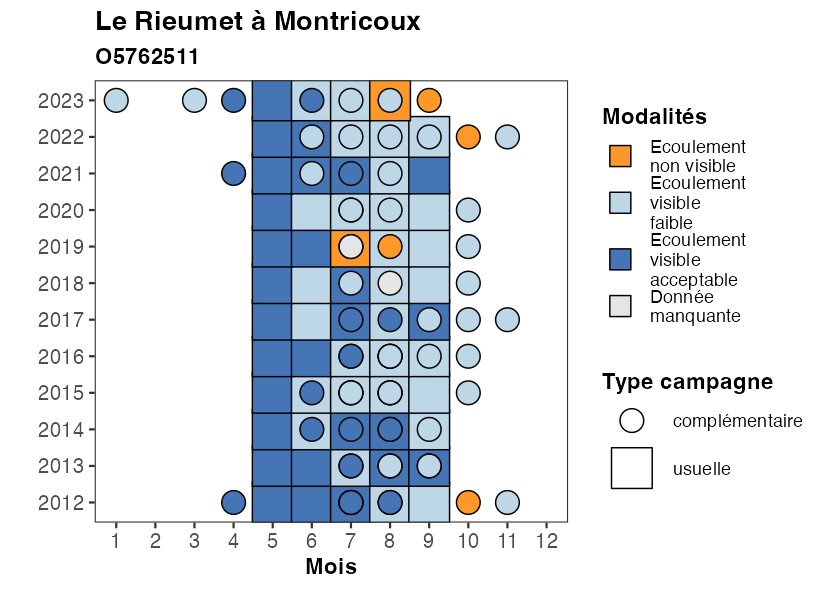 Le Rieumet à Montricoux
O5762511
2023
2022
2021
2020
2019
2018
2017
2016
2015
2014
2013
2012
1 2 3 4 5 6 7 8 9 10 11 12
Mois
Modalités
Ecoulement
non visible
Ecoulement
visible
faible
Ecoulement
visible
acceptable
Donnée
manquante
Type campagne
complémentaire
usuelle